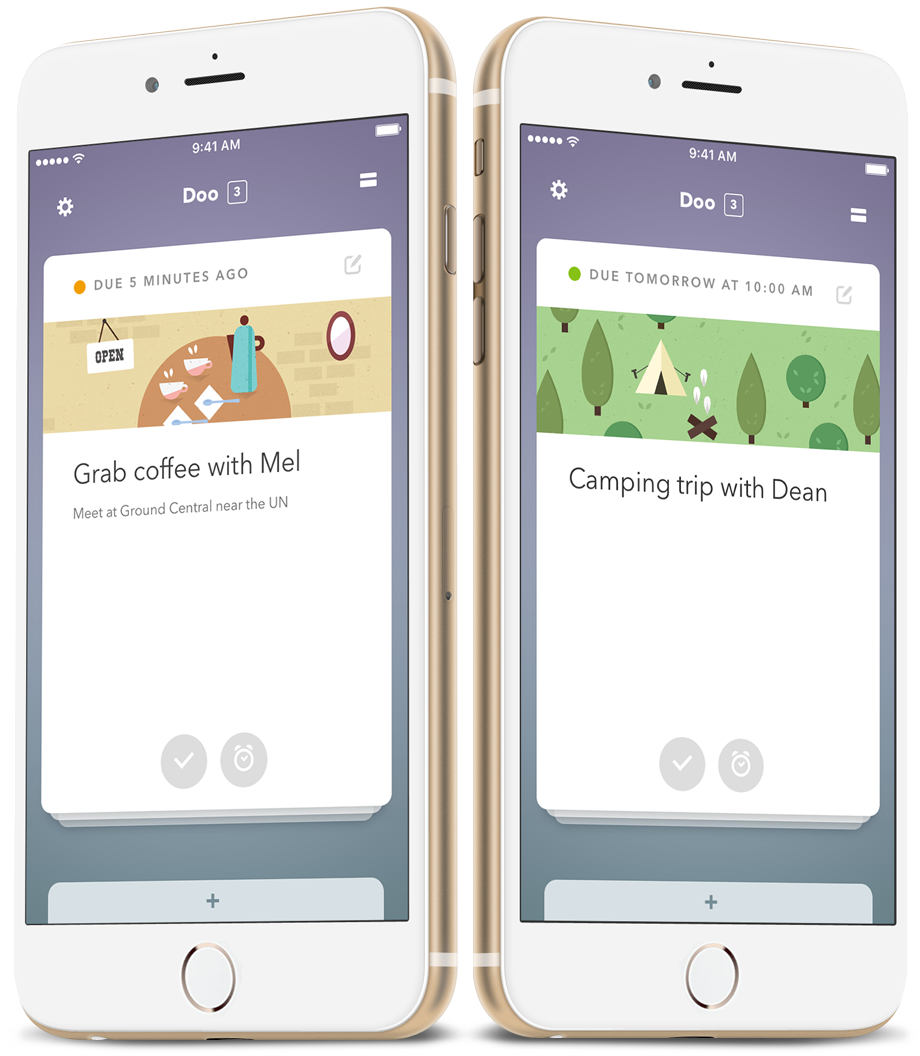 9:41 AM
Doo 3
DUE 5 MINUTES AGO
OPEN
Grab coffee with Mel
Meet at Ground Central near the UN
+
9:41 AM
Doo 3
DUE TOMORROW AT 10:00 AM
Camping trip with Dean
+